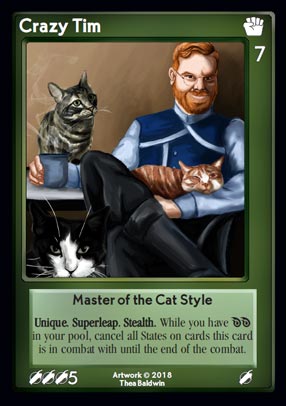 Crazy Tim
7
Master of the Cat Style
Unique. Superleap. Stealth. While you have
in your pool, cancel all States on cards this card
is in combat with until the end of the combat.
5
Artwork © 2018
Thea Baldwin